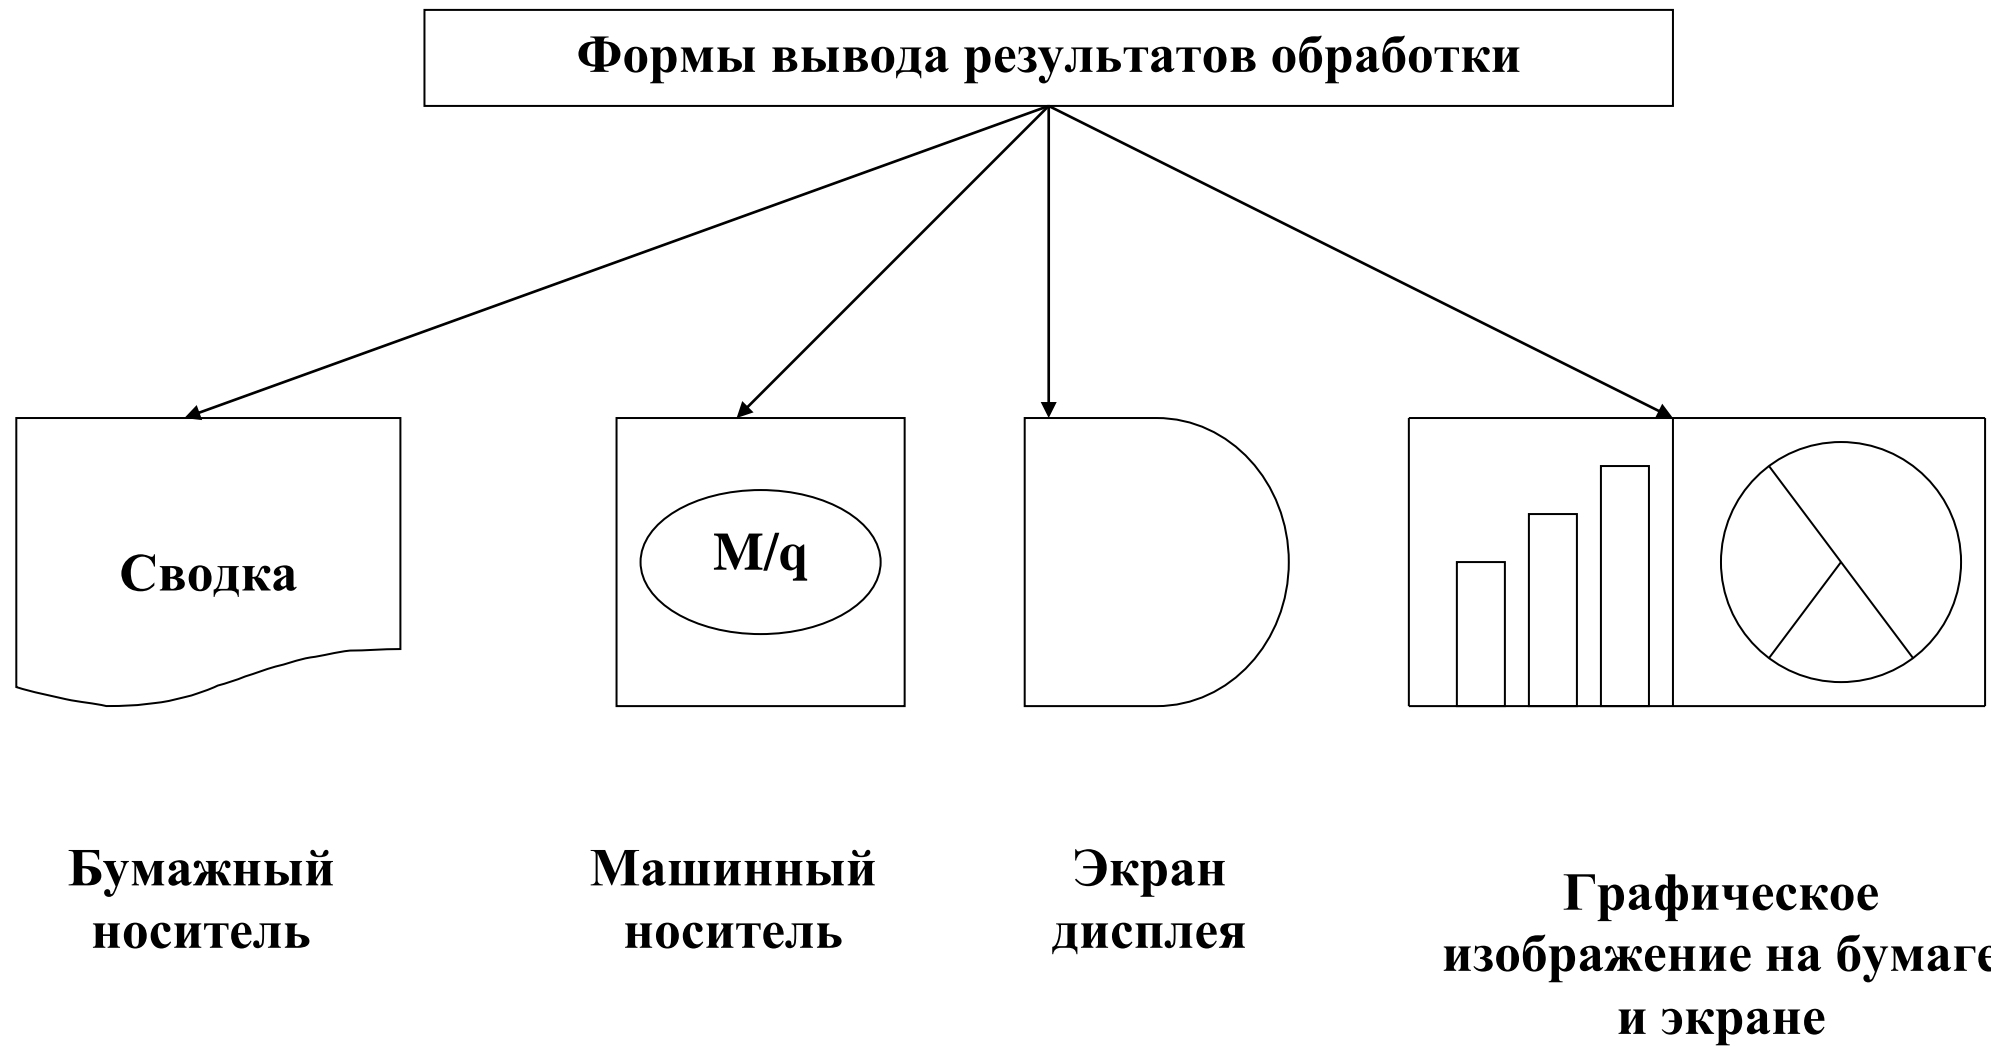 Формы вывода результатов обработки
Сводка
M/q
Бумажный
носитель
Машинный
носитель
Экран
дисплея
Графическое
изображение на бумаге
и экране